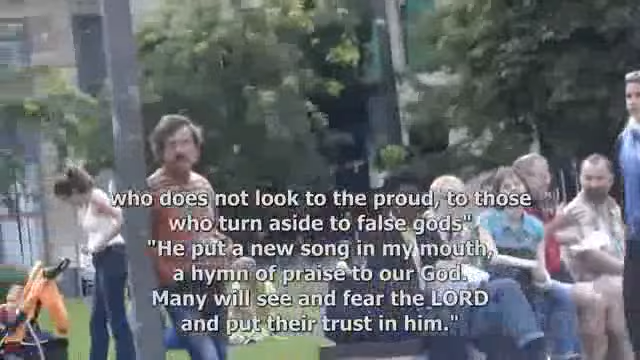 who does not look to the proud, to those
who turn aside to false gods"
"He put a new song in my mouth,
a hymn of praise to our God.
Many will see and fear the LORD
and put their trust in him."